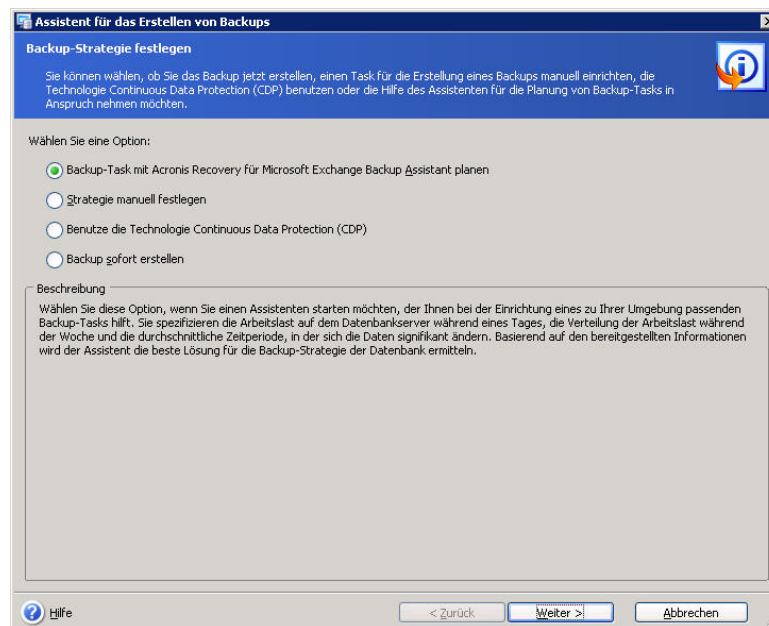 Assistent für das Erstellen von Backups
Backup-Strategie festlegen
Sie können wählen, ob Sie das Backup jetzt erstellen, einen Task für die Erstellung eines Backups manuell einrichten, die
Technologie Continuous Data Protection (CDP) benutzen oder die Hilfe des Assistenten für die Planung von Backup-Tasks in
Anspruch nehmen möchten.
Wählen Sie eine Option:
Backup-Task mit Acronis Recovery für Microsoft Exchange Backup Assistant planen
Strategie manuell festlegen
Benutze die Technologie Continuous Data Protection (CDP)
Backup sofort erstellen
Beschreibung
Wählen Sie diese Option, wenn Sie einen Assistenten starten möchten, der Ihnen bei der Einrichtung eines zu Ihrer Umgebung passenden
Backup-Tasks hilft. Sie spezifizieren die Arbeitslast auf dem Datenbankserver während eines Tages, die Verteilung der Arbeitslast während
der Woche und die durchschnittliche Zeitperiode, in der sich die Daten signifikant ändern. Basierend auf den bereitgestellten Informationen
wird der Assistent die beste Lösung für die Backup-Strategie der Datenbank ermitteln.
Hilfe
< Zurück
Weiter >
Abbrechen